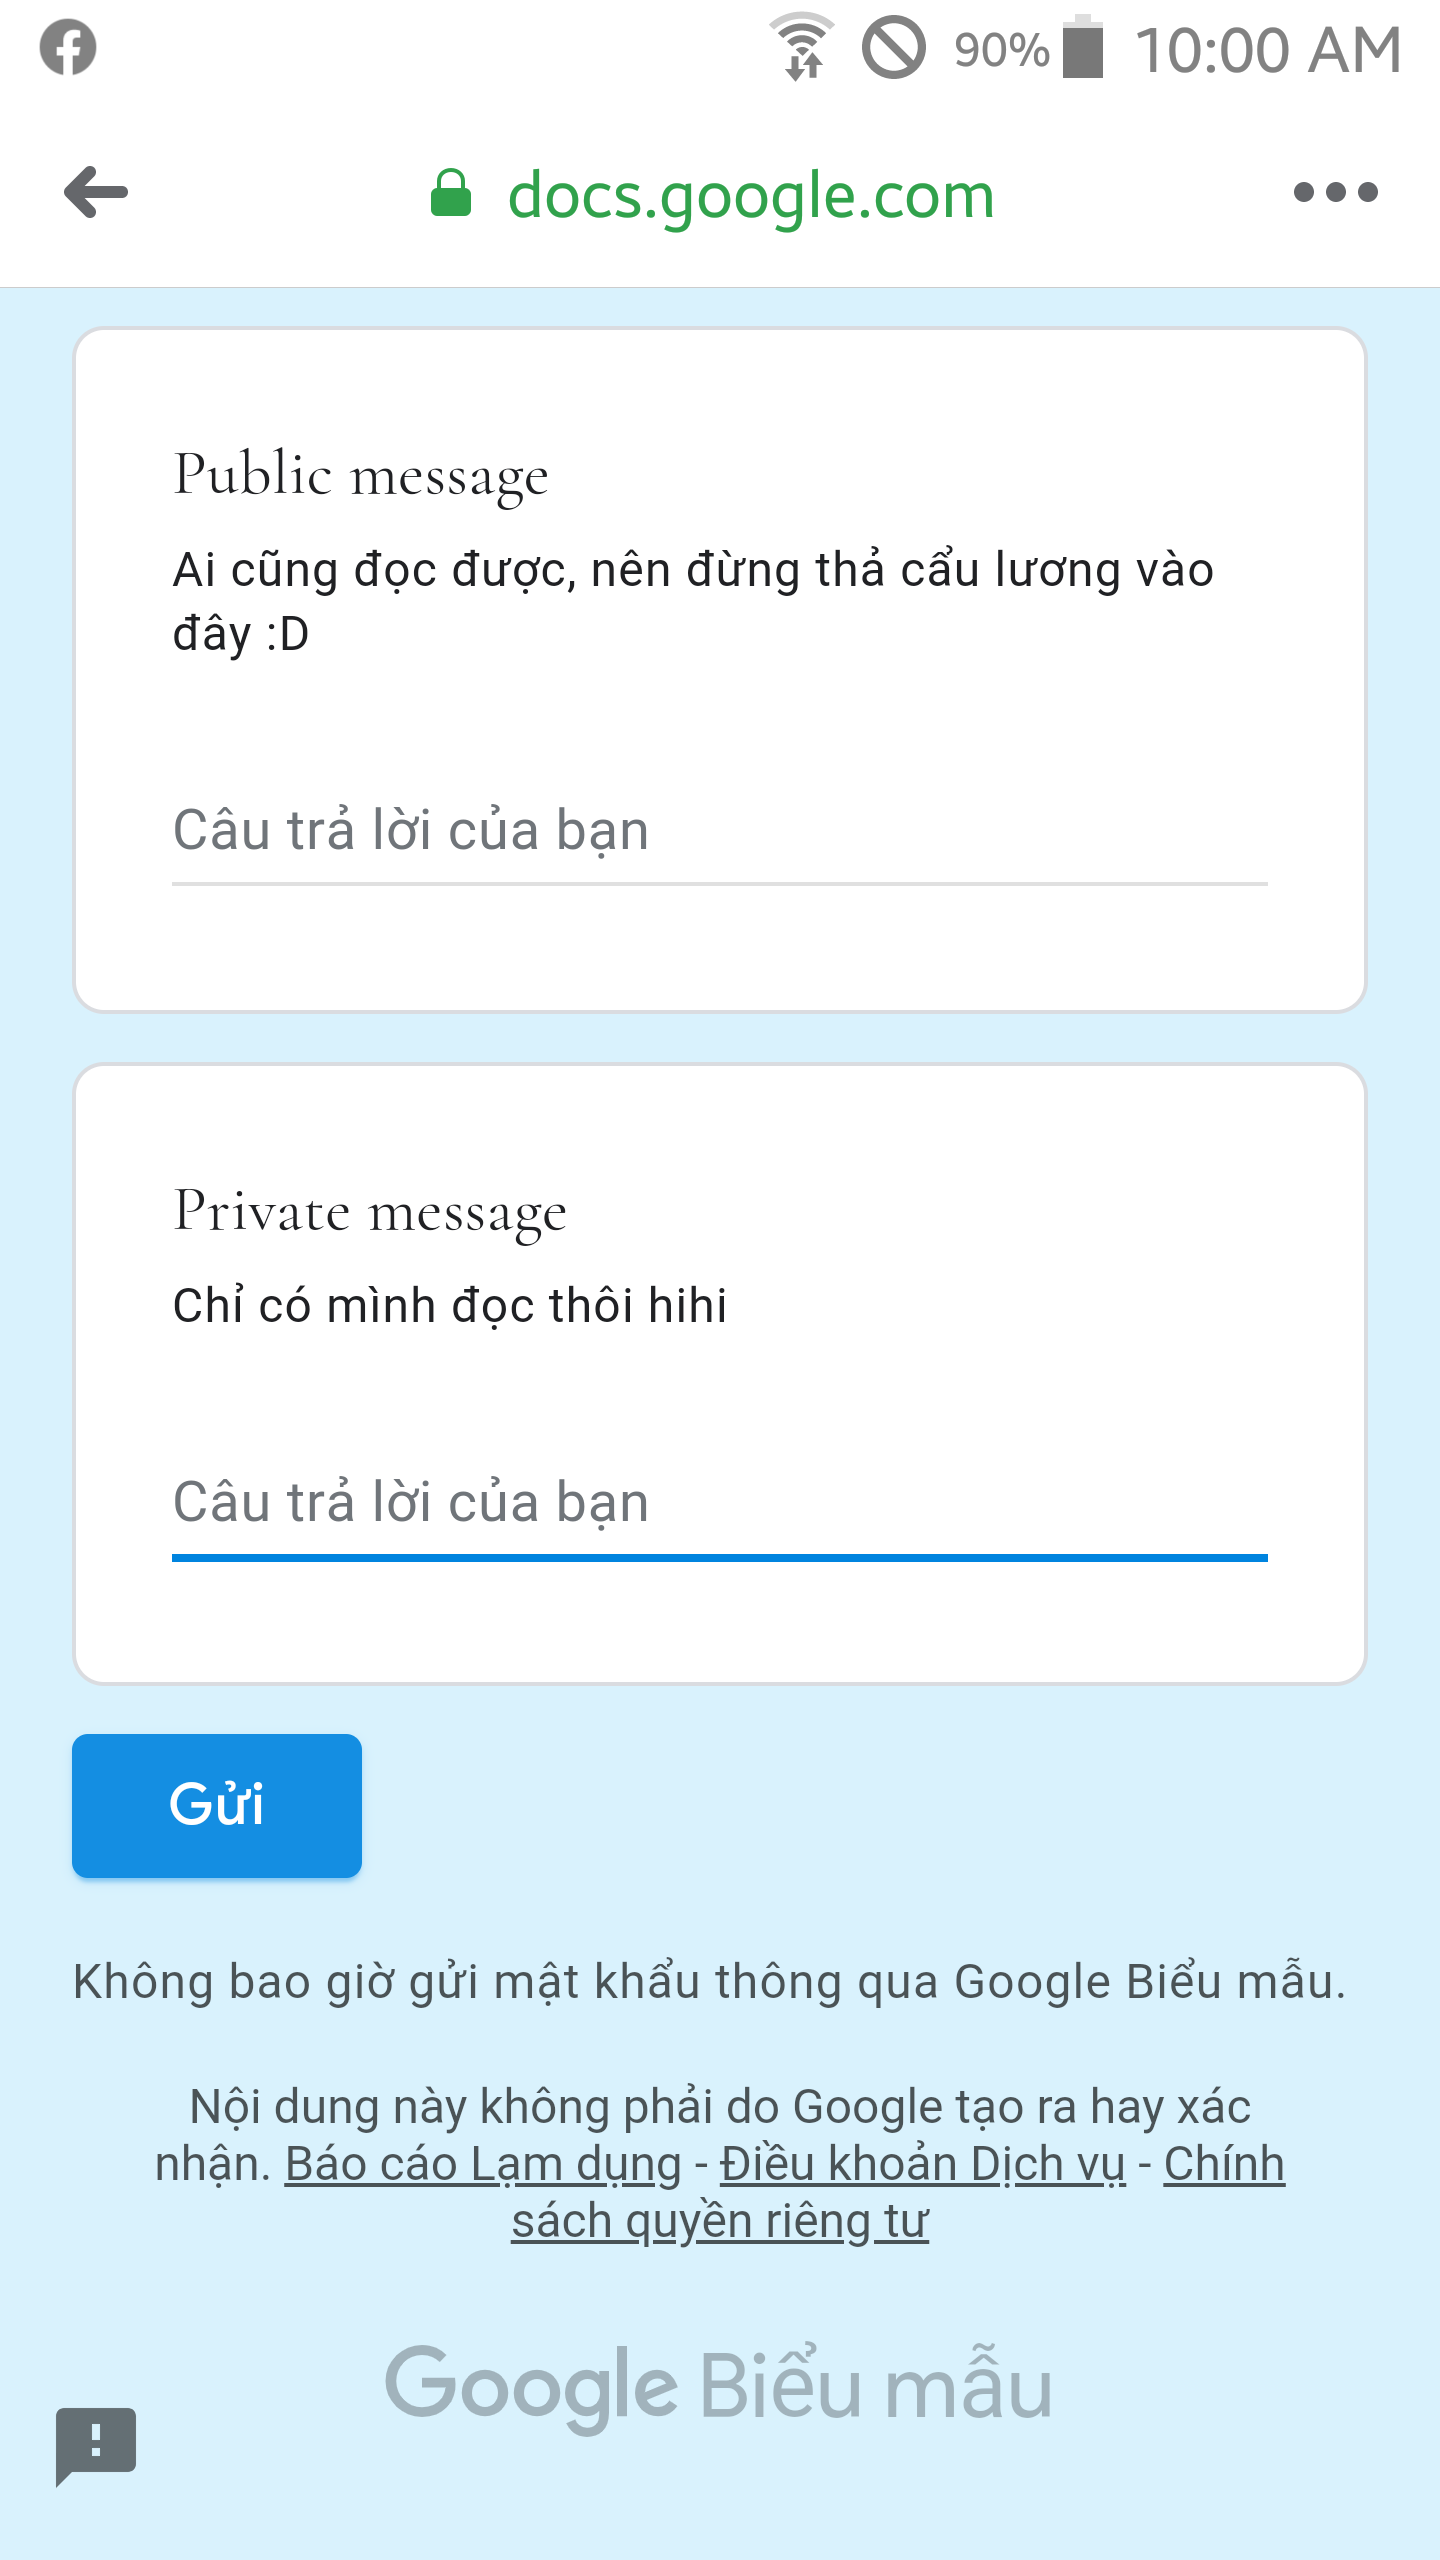 90% 10:00 AM
docs.google.com
Public message
Ai cũng đọc được, nên đừng thả cẩu lương vào
đây :D
Câu trả lời của bạn
Private message
Chỉ có mình đọc thôi hihi
Câu trả lời của bạn
Gửi
Không bao giờ gửi mật khẩu thông qua Google Biểu mẫu.
Nội dung này không phải do Google tạo ra hay xác
nhận. Báo cáo Lạm dụng - Điều khoản Dịch vụ - Chính
sách quyền riêng tư
Google Biểu mẫu